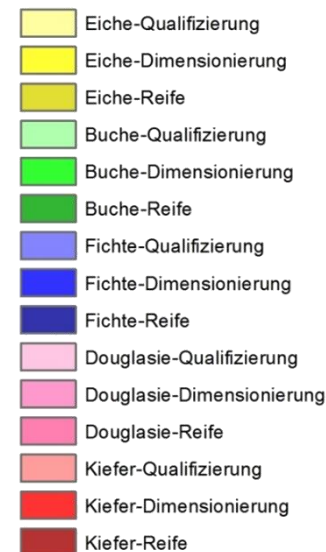 Eiche-Qualifizierung
Eiche-Dimensionierung
Eiche-Reife
Buche-Qualifizierung
Buche-Dimensionierung
Buche-Reife
Fichte-Qualifizierung
Fichte-Dimensionierung
Fichte-Reife
Douglasie-Qualifizierung
Douglasie-Dimensionierung
Douglasie-Reife
Kiefer-Qualifizierung
Kiefer-Dimensionierung
Kiefer-Reife